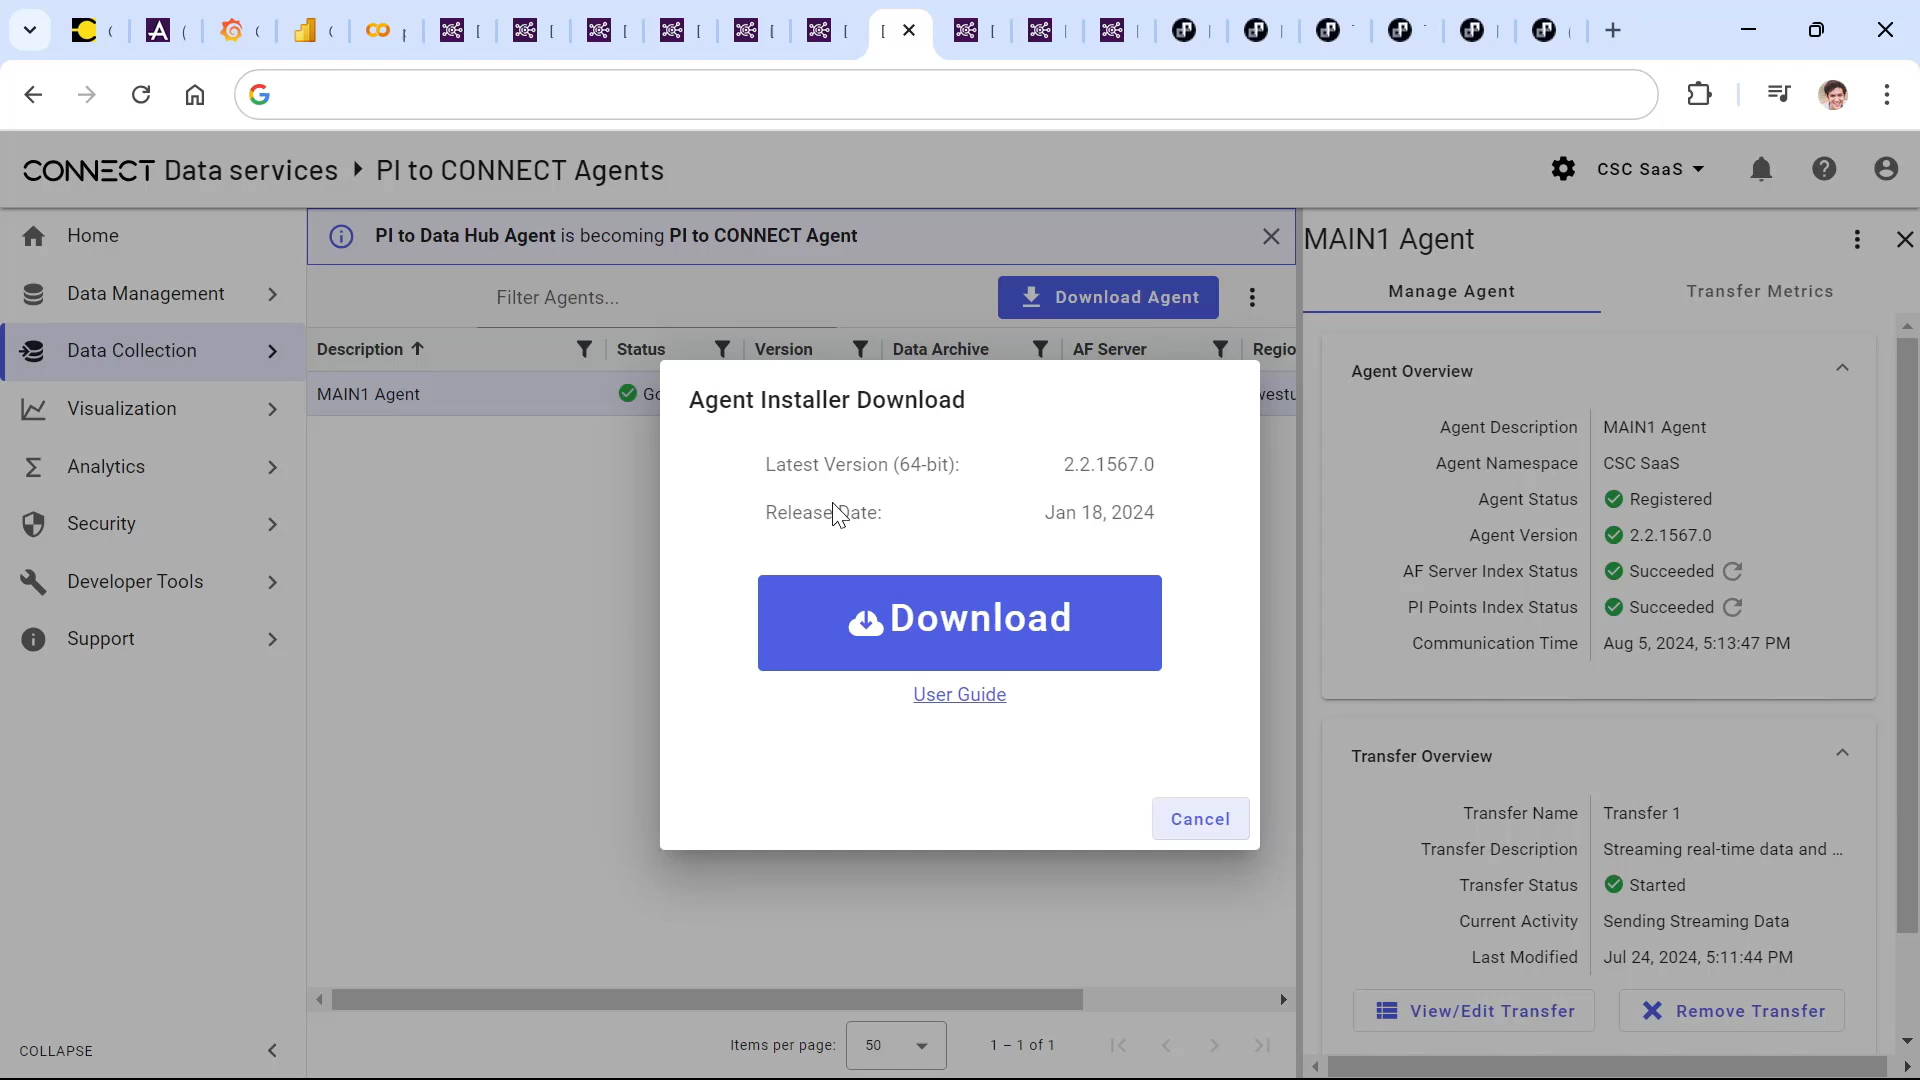 CONNECT Data services PI to CONNECT Agents
CSC SaaS
Home
Data Management
Data Collection
Visualization
Analytics
Security
Developer Tools
Support
COLLAPSE
PI to Data Hub Agent is becoming PI to CONNECT Agent
Filter Agents...
Download Agent
Description Status Version Data Archive AF Server Regio
MAIN1 Agent
Agent Installer Download
Latest Version (64-bit): 2.2.1567.0
Release Date: Jan 18, 2024
Download
User Guide
Cancel
Items per page: 50 1 – 1 of 1
MAIN1 Agent
Manage Agent Transfer Metrics
Agent Overview
Agent Description MAIN1 Agent
Agent Namespace CSC SaaS
Agent Status Registered
Agent Version 2.2.1567.0
AF Server Index Status Succeeded
PI Points Index Status Succeeded
Communication Time Aug 5, 2024, 5:13:47 PM
Transfer Overview
Transfer Name Transfer 1
Transfer Description Streaming real-time data and ...
Transfer Status Started
Current Activity Sending Streaming Data
Last Modified Jul 24, 2024, 5:11:44 PM
View/Edit Transfer Remove Transfer